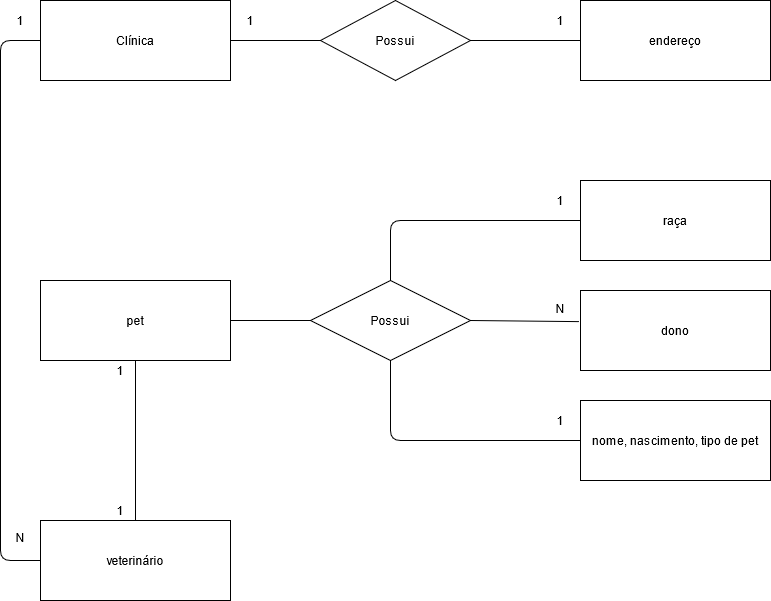 1
1
1
Clínica
Possui
endereço
1
raça
N
pet
Possui
dono
1
1
nome, nascimento, tipo de pet
1
N
veterinário